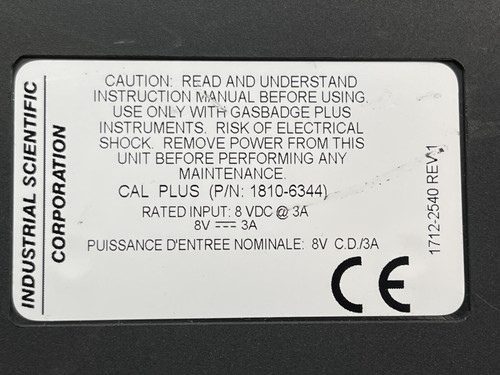 INDUSTRIAL SCIENTIFIC
CORPORATION
CAUTION: READ AND UNDERSTAND
INSTRUCTION MANUAL BEFORE USING.
USE ONLY WITH GASBADGE PLUS
INSTRUMENTS. RISK OF ELECTRICAL
SHOCK. REMOVE POWER FROM THIS
UNIT BEFORE PERFORMING ANY
MAINTENANCE.
CAL PLUS (P/N: 1810-6344)
RATED INPUT: 8 VDC @ 3A
8V ⎓ 3A
PUISSANCE D'ENTREE NOMINALE: 8V C.D./3A
1712-2540 REV 1
CE